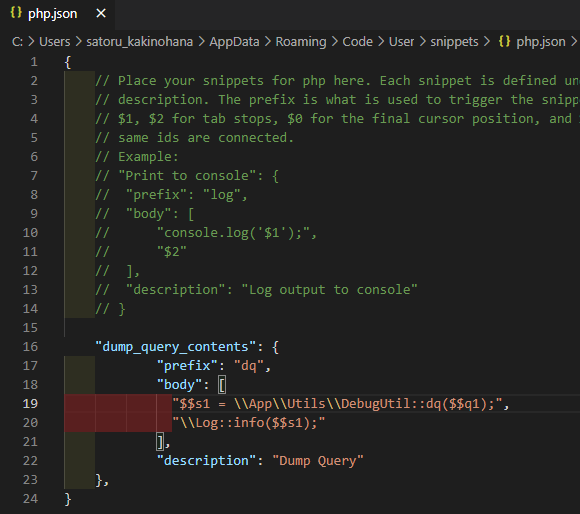 {} php.json ×
C: > Users > satoru_kakinohana > AppData > Roaming > Code > User > snippets > {} php.json >
1 {
2 // Place your snippets for php here. Each snippet is defined un
3 // description. The prefix is what is used to trigger the snipp
4 // $1, $2 for tab stops, $0 for the final cursor position, and
5 // same ids are connected.
6 // Example:
7 // "Print to console": {
8 // "prefix": "log",
9 // "body": [
10 // "console.log('$1');",
11 // "$2"
12 // ],
13 // "description": "Log output to console"
14 // }
15
16 "dump_query_contents": {
17 "prefix": "dq",
18 "body": [
19 "$$s1 = \\App\\Utils\\DebugUtil::dq($$q1);",
20 "\\Log::info($$s1);"
21 ],
22 "description": "Dump Query"
23 },
24 }